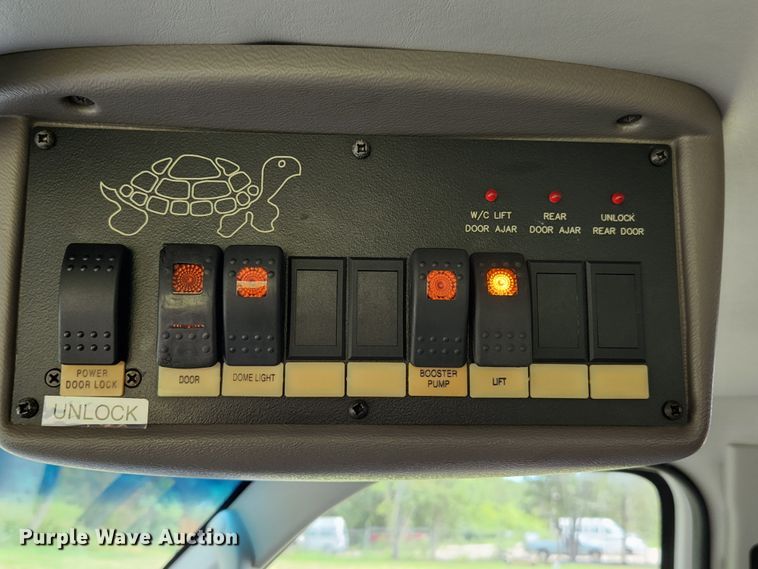 W/C LIFT
DOOR AJAR
REAR
DOOR AJAR
UNLOCK
REAR DOOR
POWER
DOOR LOCK
DOOR
DOME LIGHT
BOOSTER
PUMP
LIFT
UNLOCK
Purple Wave Auction